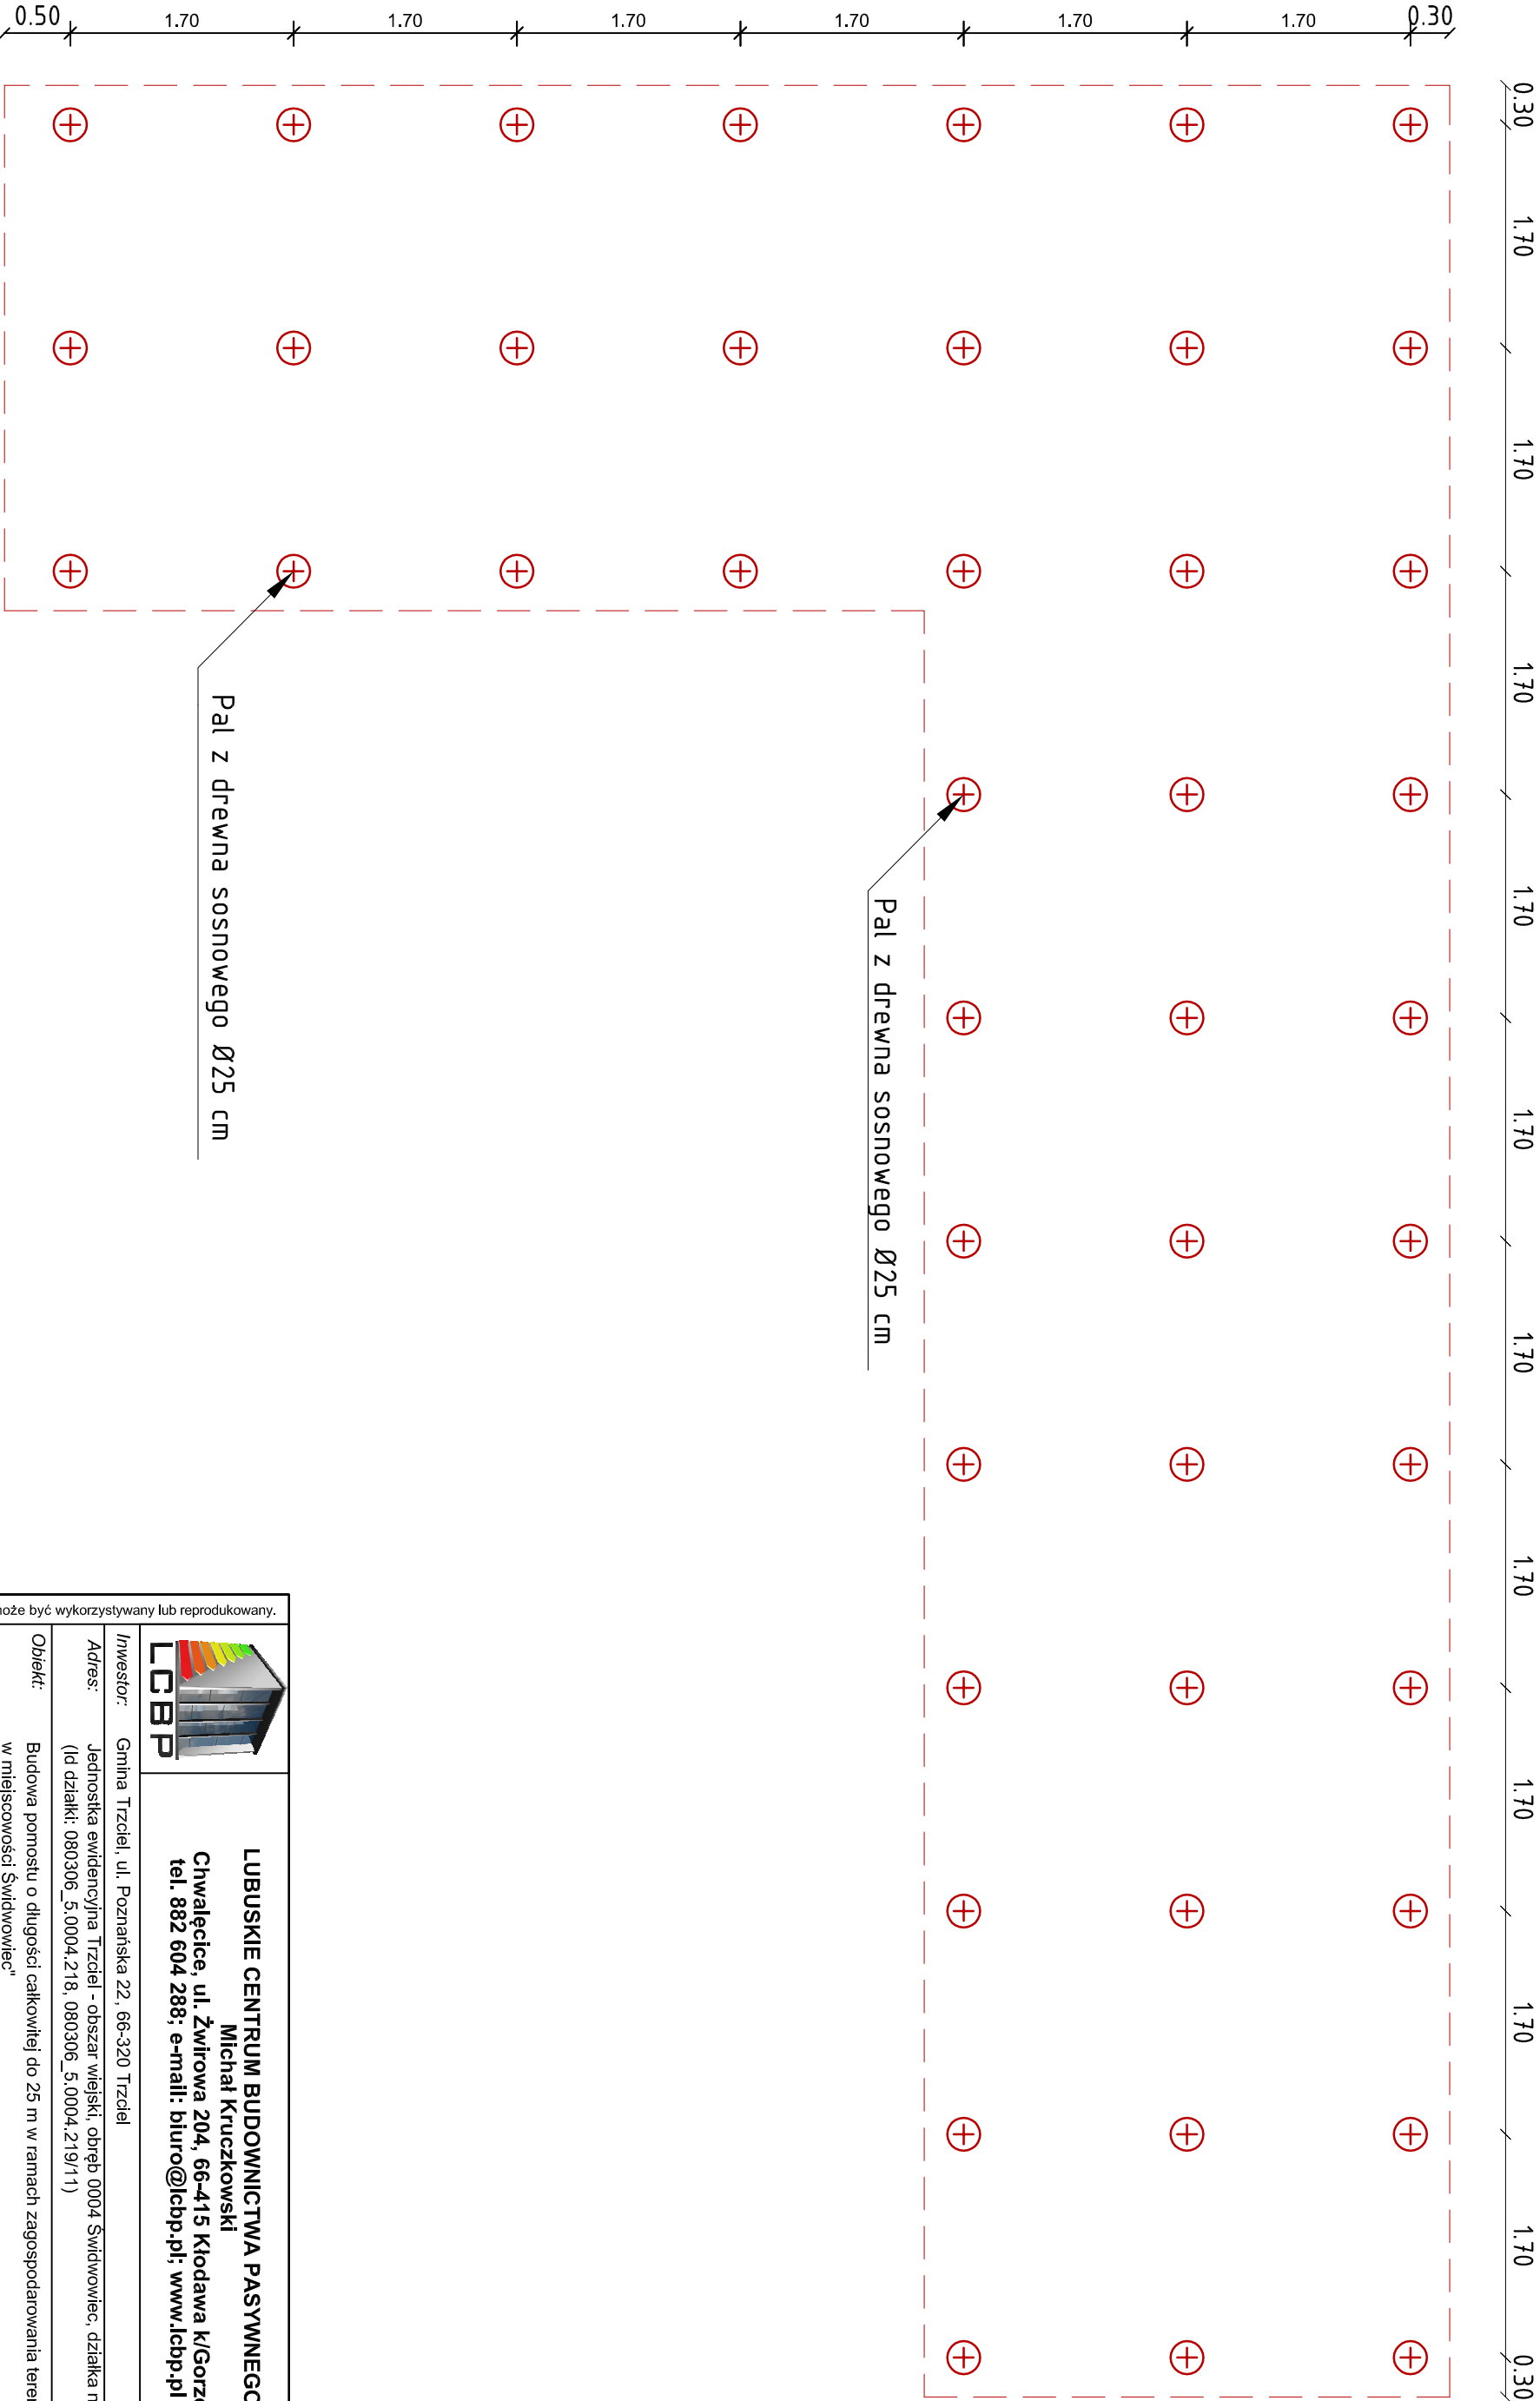 0.50
1.70
1.70
1.70
1.70
1.70
1.70
0.30
0.30
1.70
1.70
1.70
1.70
1.70
1.70
1.70
1.70
1.70
1.70
0.30
Pal z drewna sosnowego Ø25 cm
Pal z drewna sosnowego Ø25 cm
może być wykorzystywany lub reprodukowany.
LCBP
LUBUSKIE CENTRUM BUDOWNICTWA PASYWNEGO
Michał Kruczkowski
Chwalęcice, ul. Żwirowa 204, 66-415 Kłodawa k/Gorzo
tel. 882 604 288; e-mail: biuro@lcbp.pl; www.lcbp.pl
Inwestor: Gmina Trzciel, ul. Poznańska 22, 66-320 Trzciel
Adres: Jednostka ewidencyjna Trzciel - obszar wiejski, obręb 0004 Świdwowiec, działka n
(Id działki: 080306_5.0004.218, 080306_5.0004.219/11)
Obiekt: Budowa pomostu o długości całkowitej do 25 m w ramach zagospodarowania teren
w miejscowości Świdwowiec"